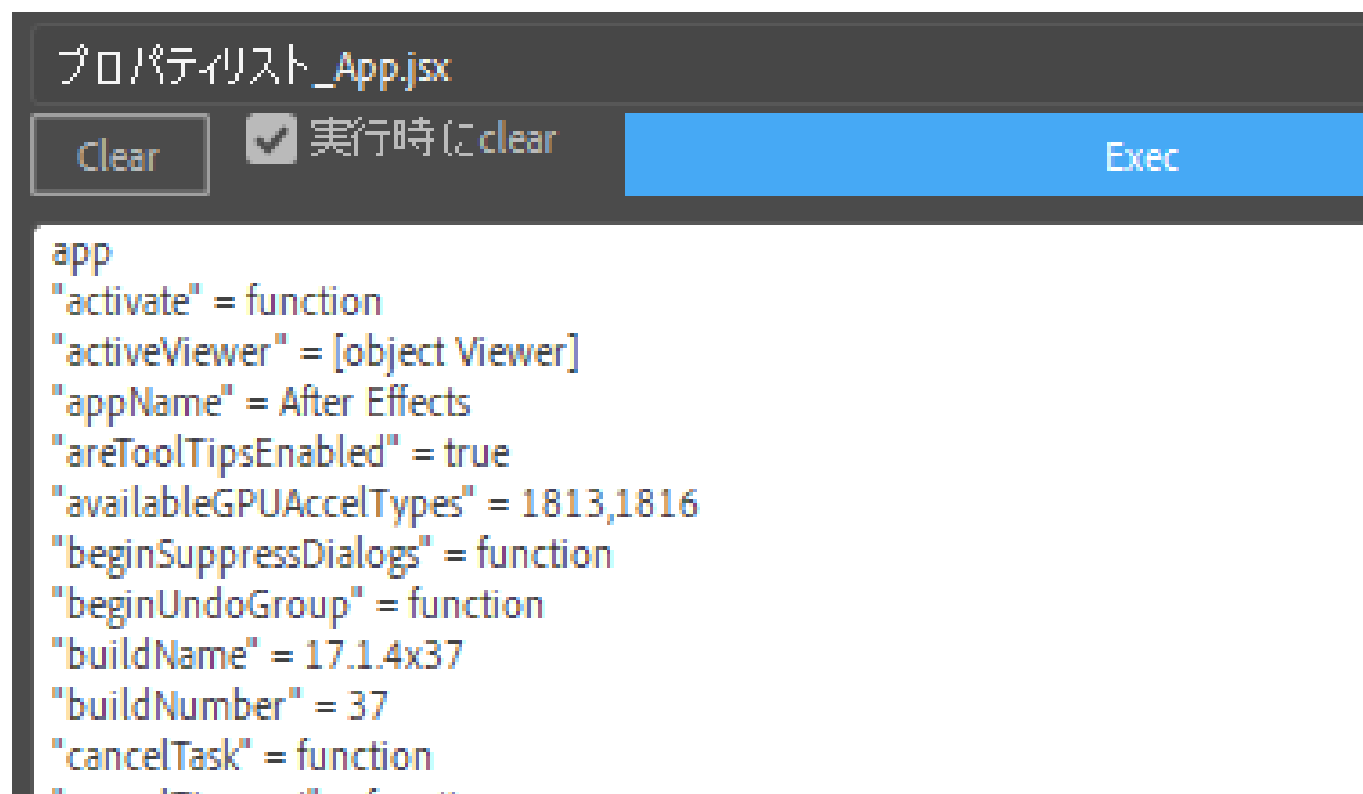 プロパティリスト_App.jsx
Clear
実行時にclear
Exec
app
"activate" = function
"activeViewer" = [object Viewer]
"appName" = After Effects
"areToolTipsEnabled" = true
"availableGPUAccelTypes" = 1813,1816
"beginSuppressDialogs" = function
"beginUndoGroup" = function
"buildName" = 17.1.4x37
"buildNumber" = 37
"cancelTask" = function